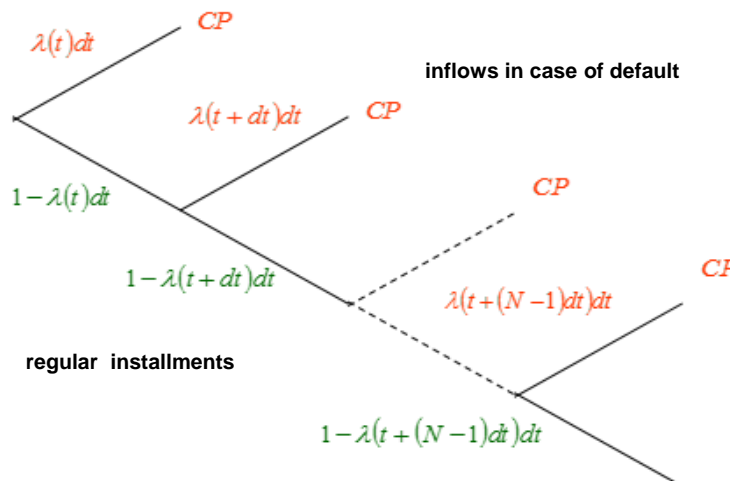 λ(t)dt
CP
inflows in case of default
λ(t + dt)dt
CP
1 − λ(t)dt
CP
1 − λ(t + dt)dt
CP
λ(t + (N − 1)dt)dt
regular installments
1 − λ(t + (N − 1)dt)dt